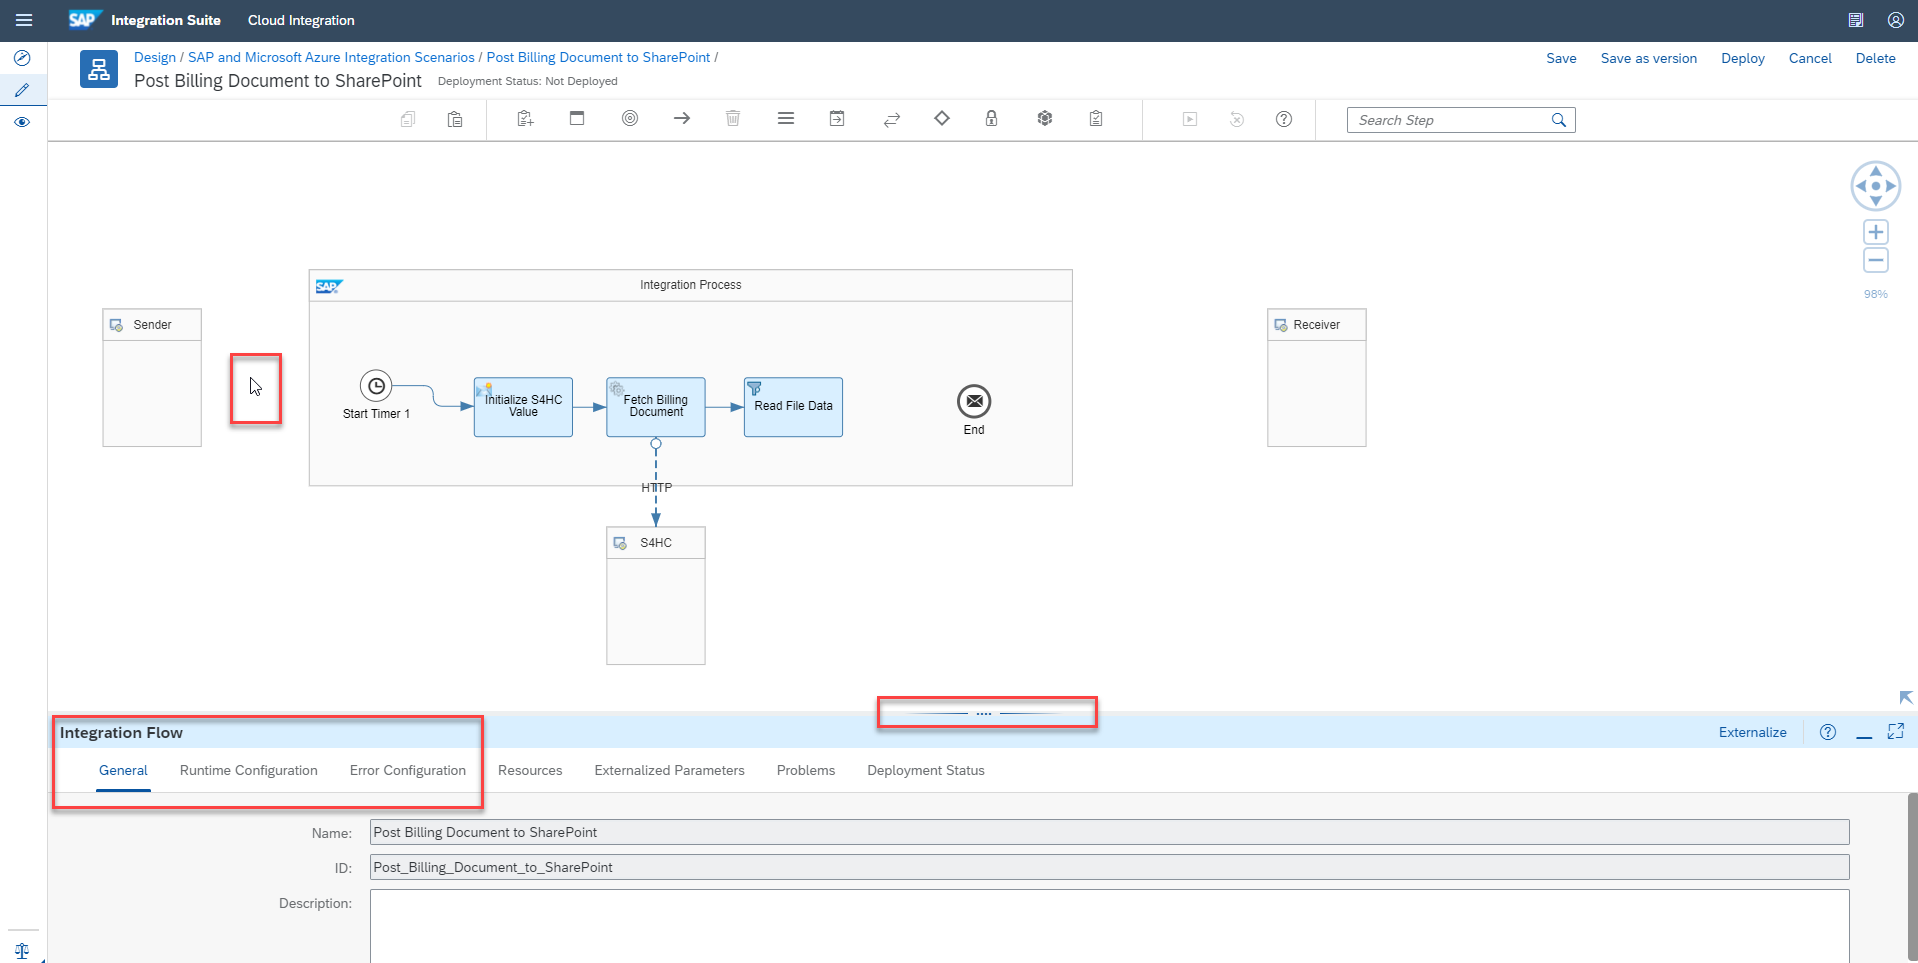 SAP Integration Suite Cloud Integration
Design / SAP and Microsoft Azure Integration Scenarios / Post Billing Document to SharePoint /
Post Billing Document to SharePoint Deployment Status: Not Deployed
Save Save as version Deploy Cancel Delete
Search Step
98%
SAP Integration Process
Sender
Receiver
Start Timer 1
Initialize S4HC
Value
Fetch Billing
Document
Read File Data
End
HTTP
S4HC
Integration Flow
Externalize
General Runtime Configuration Error Configuration Resources Externalized Parameters Problems Deployment Status
Name: Post Billing Document to SharePoint
ID: Post_Billing_Document_to_SharePoint
Description: